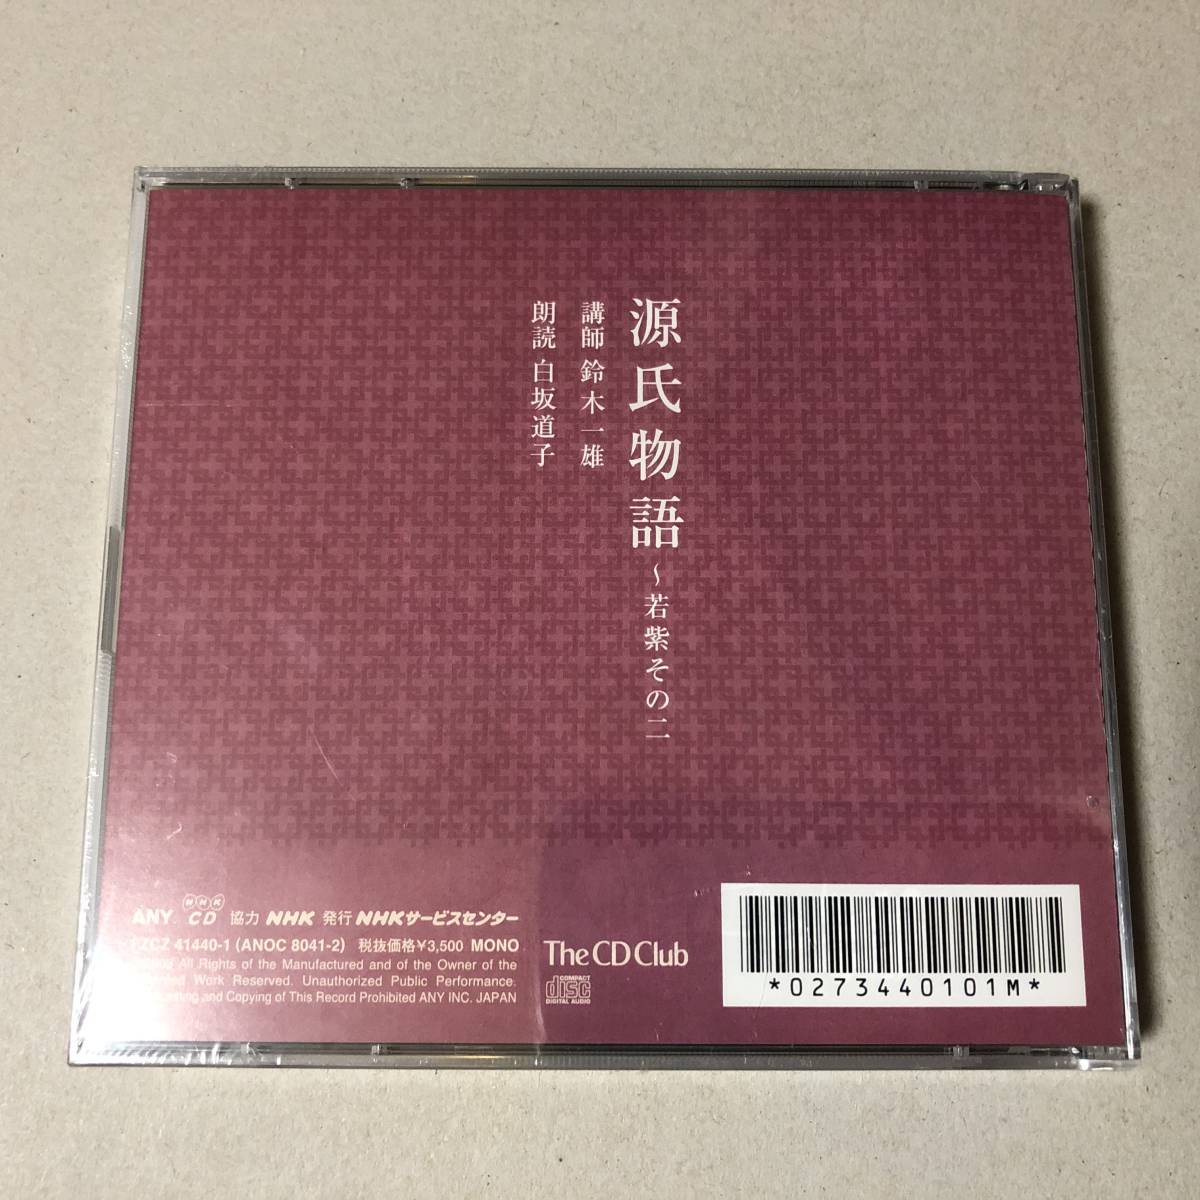 源氏物語 ～若紫その二
講師 鈴木一雄
朗読 白坂道子
ANY NHK CD 協力 NHK 発行 NHKサービスセンター
41440-1 (ANOC 8041-2) 税抜価格¥3,500 MONO
All Rights of the Manufactured and of the Owner of the
Work Reserved. Unauthorized Public Performance.
and Copying of This Record Prohibited ANY INC. JAPAN
The CD Club
COMPACT
disc
DIGITAL AUDIO
*0273440101M*